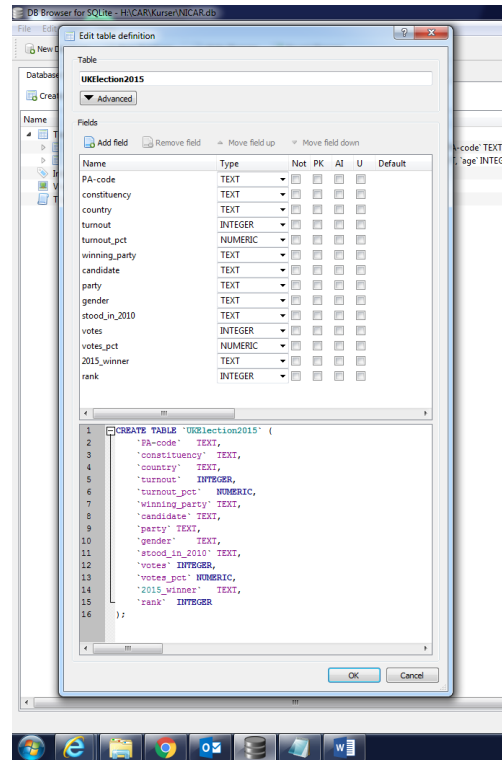 DB Browser for SQLite - H:\CAR\Kurser\NICAR.db
File Edit
New D
Database
Creat
Name
T
In
V
T
-code` TEXT
, `age` INTEG
Edit table definition
Table
UKElection2015
Advanced
Fields
Add field Remove field Move field up Move field down
Name Type Not PK AI U Default
PA-code TEXT
constituency TEXT
country TEXT
turnout INTEGER
turnout_pct NUMERIC
winning_party TEXT
candidate TEXT
party TEXT
gender TEXT
stood_in_2010 TEXT
votes INTEGER
votes_pct NUMERIC
2015_winner TEXT
rank INTEGER
1 CREATE TABLE `UKElection2015` (
2 `PA-code` TEXT,
3 `constituency` TEXT,
4 `country` TEXT,
5 `turnout` INTEGER,
6 `turnout_pct` NUMERIC,
7 `winning_party` TEXT,
8 `candidate` TEXT,
9 `party` TEXT,
10 `gender` TEXT,
11 `stood_in_2010` TEXT,
12 `votes` INTEGER,
13 `votes_pct` NUMERIC,
14 `2015_winner` TEXT,
15 `rank` INTEGER
16 );
OK Cancel